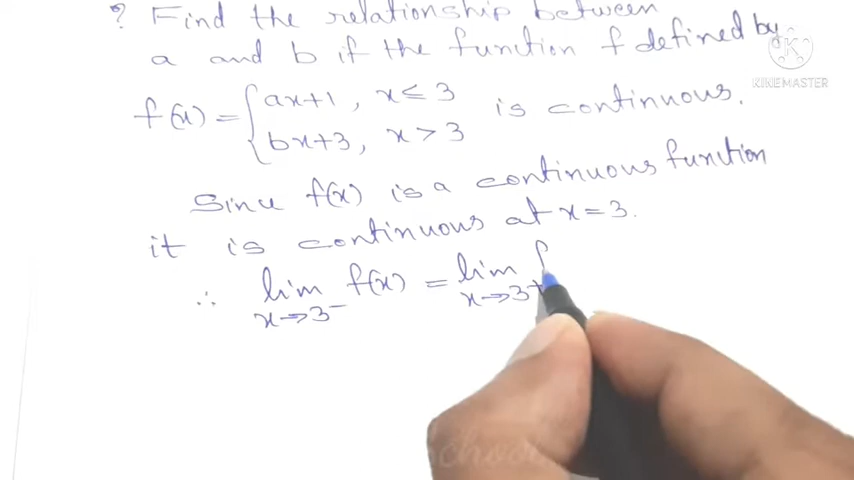 ? Find the relationship between
a and b if the function f defined by
f(x) = { ax+1, x ≤ 3
bx+3, x > 3 is continuous.
Since f(x) is a continuous function
it is continuous at x = 3.
∴ lim x→3⁻ f(x) = lim x→3⁺ f
KINEMASTER